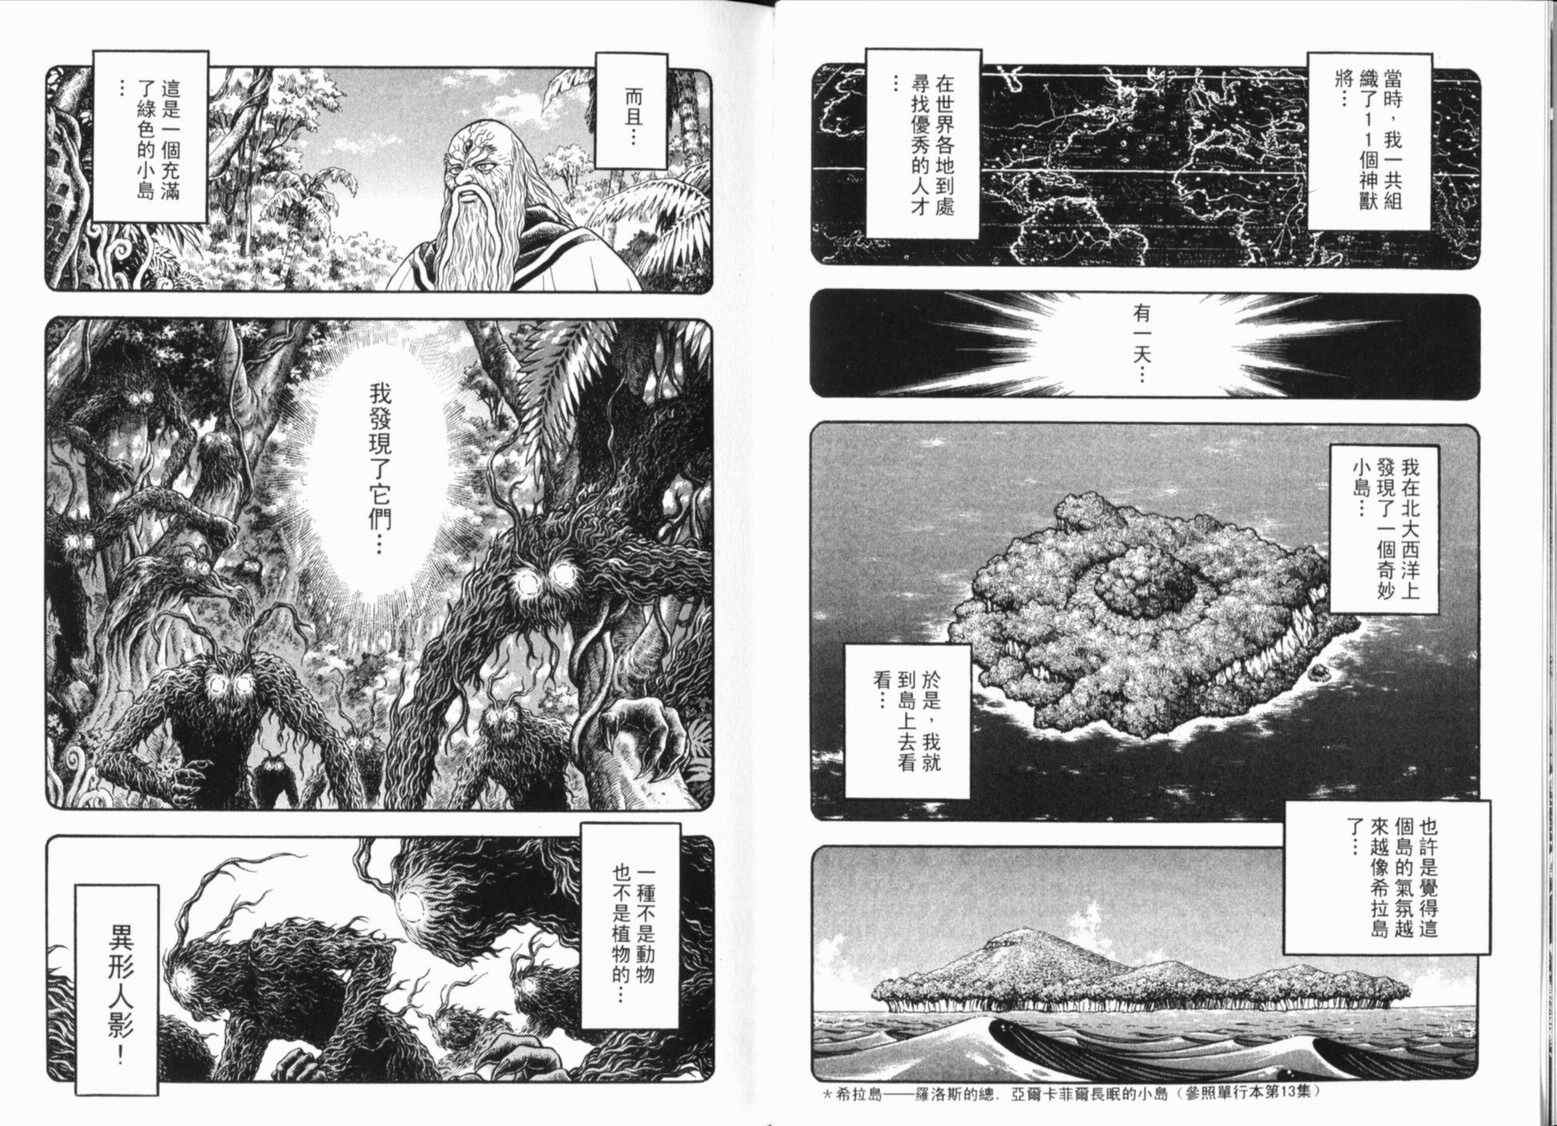 當時，我一共組
織了11個神獸
將…
在世界各地到處
尋找優秀的人才
…
有一天…
我在北大西洋上
發現了一個奇妙
小島…
於是，我就
到島上去看
看…
也許是覺得這
個島的氣氛越
來越像希拉島
了…
＊希拉島——羅洛斯的總．亞爾卡菲爾長眠的小島（參照單行本第13集）
而且…
這是一個充滿
了綠色的小島
…
我發現了它們…
一種不是動物
也不是植物的…
異形人影！